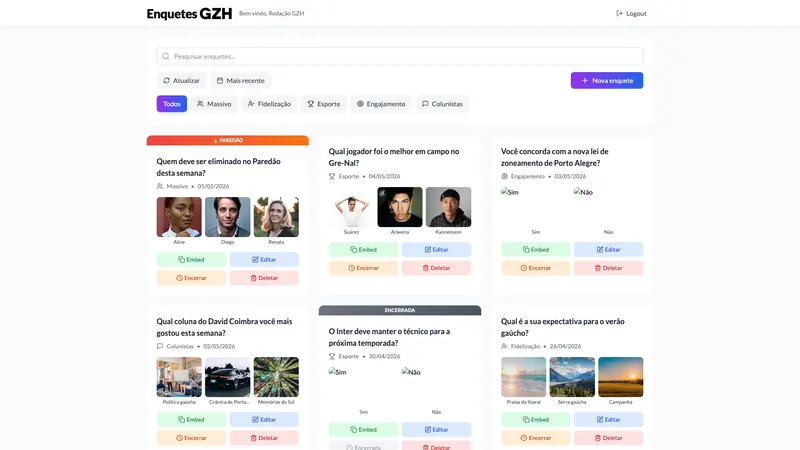 Enquetes GZH
Bem vindo, Redação GZH
Logout
Pesquisar enquetes...
Atualizar
Mais recente
Nova enquete
Todos
Massivo
Fidelização
Esporte
Engajamento
Colunistas
PAREDÃO
Quem deve ser eliminado no Paredão
desta semana?
Massivo • 05/05/2026
Aline
Diego
Renata
Embed
Editar
Encerrar
Deletar
Qual jogador foi o melhor em campo no
Gre-Nal?
Esporte • 04/05/2026
Suárez
Aravena
Kannemann
Embed
Editar
Encerrar
Deletar
Você concorda com a nova lei de
zoneamento de Porto Alegre?
Engajamento • 03/05/2026
Sim
Não
Sim
Não
Embed
Editar
Encerrar
Deletar
Qual coluna do David Coimbra você mais
gostou esta semana?
Colunistas • 02/05/2026
Política gaúcha
Crônica de Porto...
Memórias do Sul
Embed
Editar
Encerrar
Deletar
ENCERRADA
O Inter deve manter o técnico para a
próxima temporada?
Esporte • 30/04/2026
Sim
Não
Sim
Não
Embed
Editar
Encerrada
Deletar
Qual é a sua expectativa para o verão
gaúcho?
Fidelização • 26/04/2026
Praias do litoral
Serra gaúcha
Campanha
Embed
Editar
Encerrar
Deletar